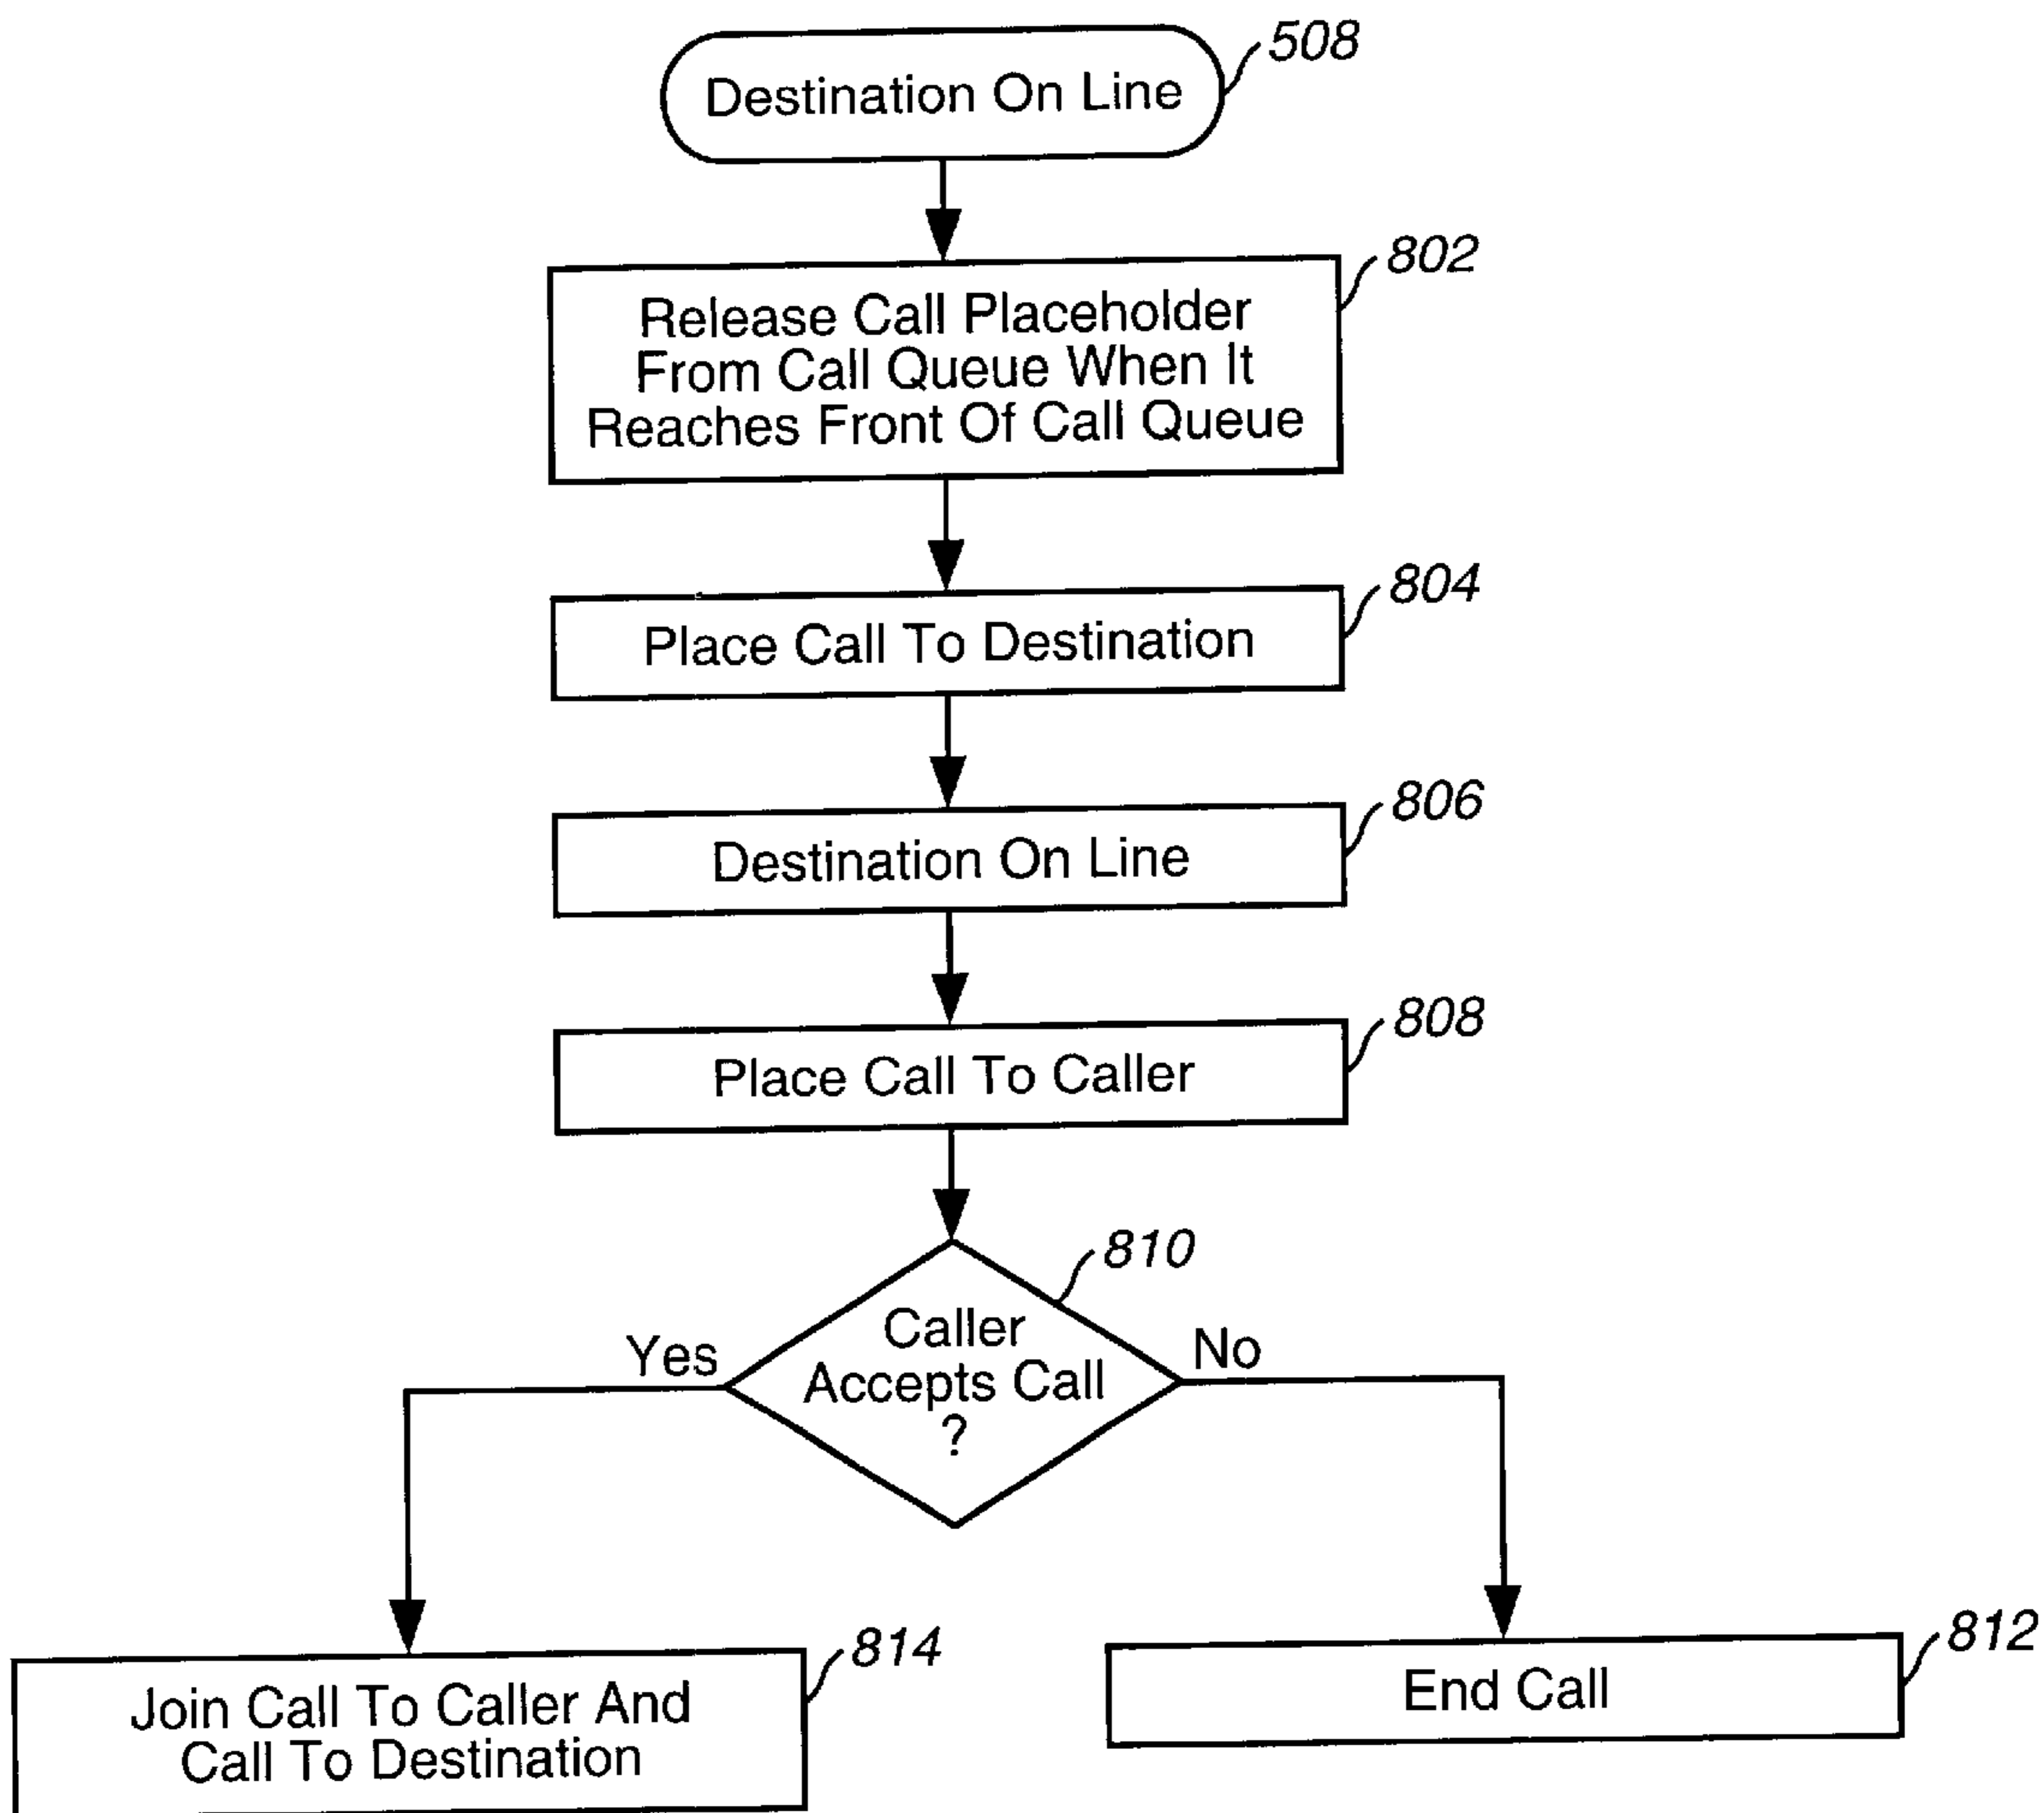 Destination On Line
508
802
Release Call Placeholder
From Call Queue When It
Reaches Front Of Call Queue
804
Place Call To Destination
806
Destination On Line
808
Place Call To Caller
810
Caller
Accepts Call
?
Yes
No
814
Join Call To Caller And
Call To Destination
812
End Call